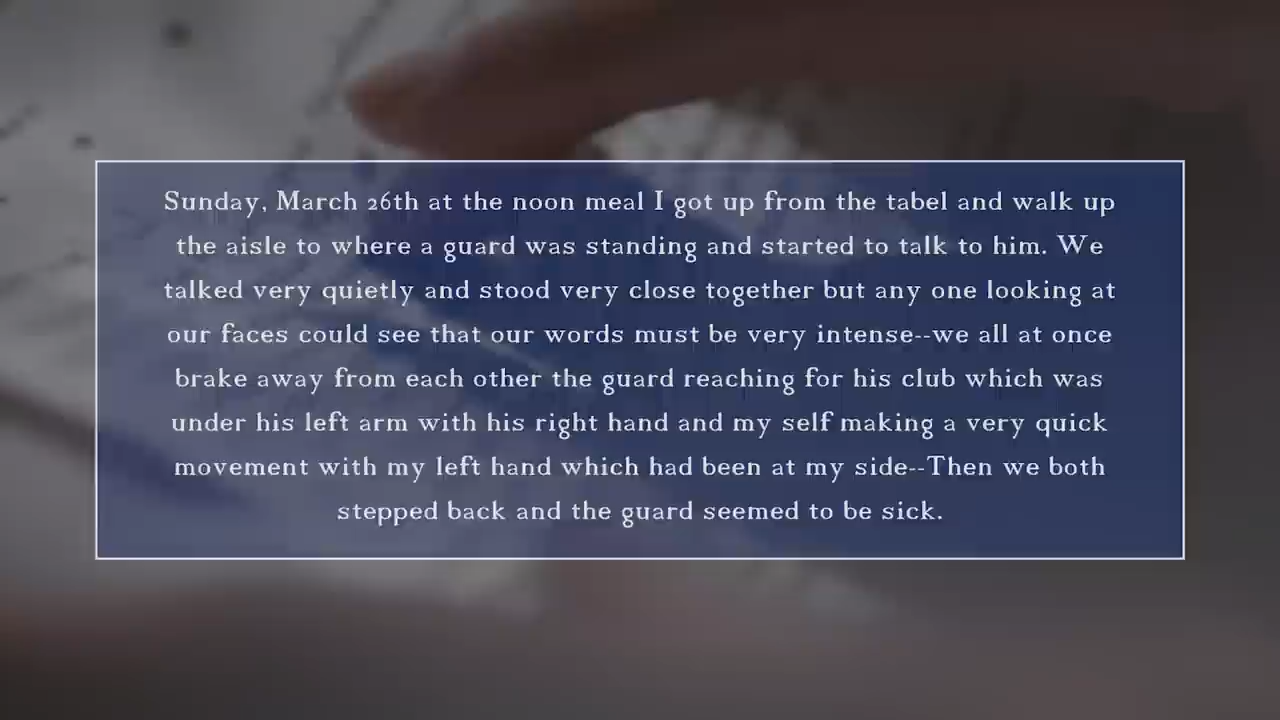 Sunday, March 26th at the noon meal I got up from the tabel and walk up
the aisle to where a guard was standing and started to talk to him. We
talked very quietly and stood very close together but any one looking at
our faces could see that our words must be very intense--we all at once
brake away from each other the guard reaching for his club which was
under his left arm with his right hand and my self making a very quick
movement with my left hand which had been at my side--Then we both
stepped back and the guard seemed to be sick.